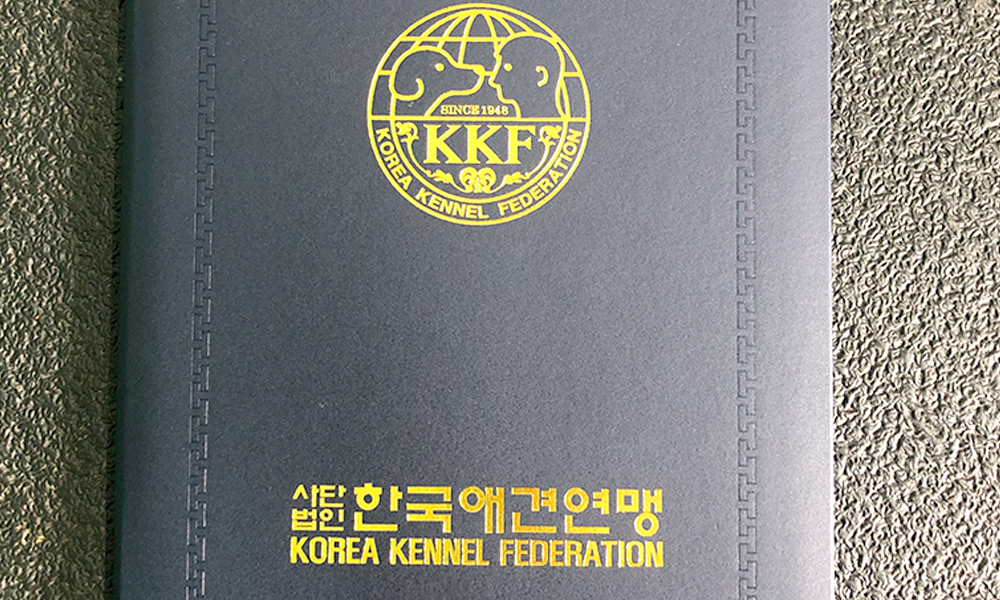 SINCE 1948
KKF
KOREA KENNEL FEDERATION
사단
법인
한국애견연맹
KOREA KENNEL FEDERATION